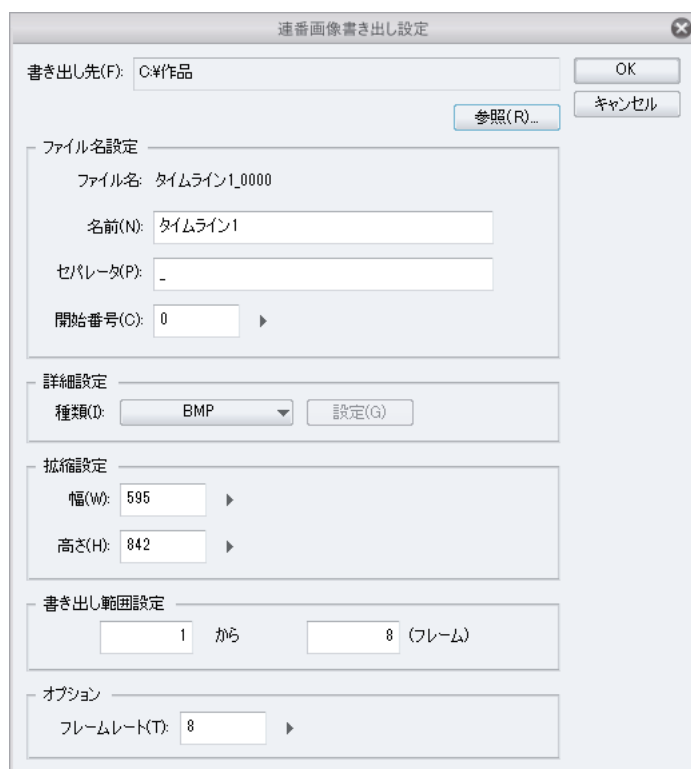 連番画像書き出し設定
書き出し先(F): C:¥作品
OK
キャンセル
参照(R)...
ファイル名設定
ファイル名: タイムライン1_0000
名前(N): タイムライン1
セパレータ(P): _
開始番号(C): 0
詳細設定
種類(I): BMP 設定(G)
拡縮設定
幅(W): 595
高さ(H): 842
書き出し範囲設定
1 から 8 (フレーム)
オプション
フレームレート(T): 8